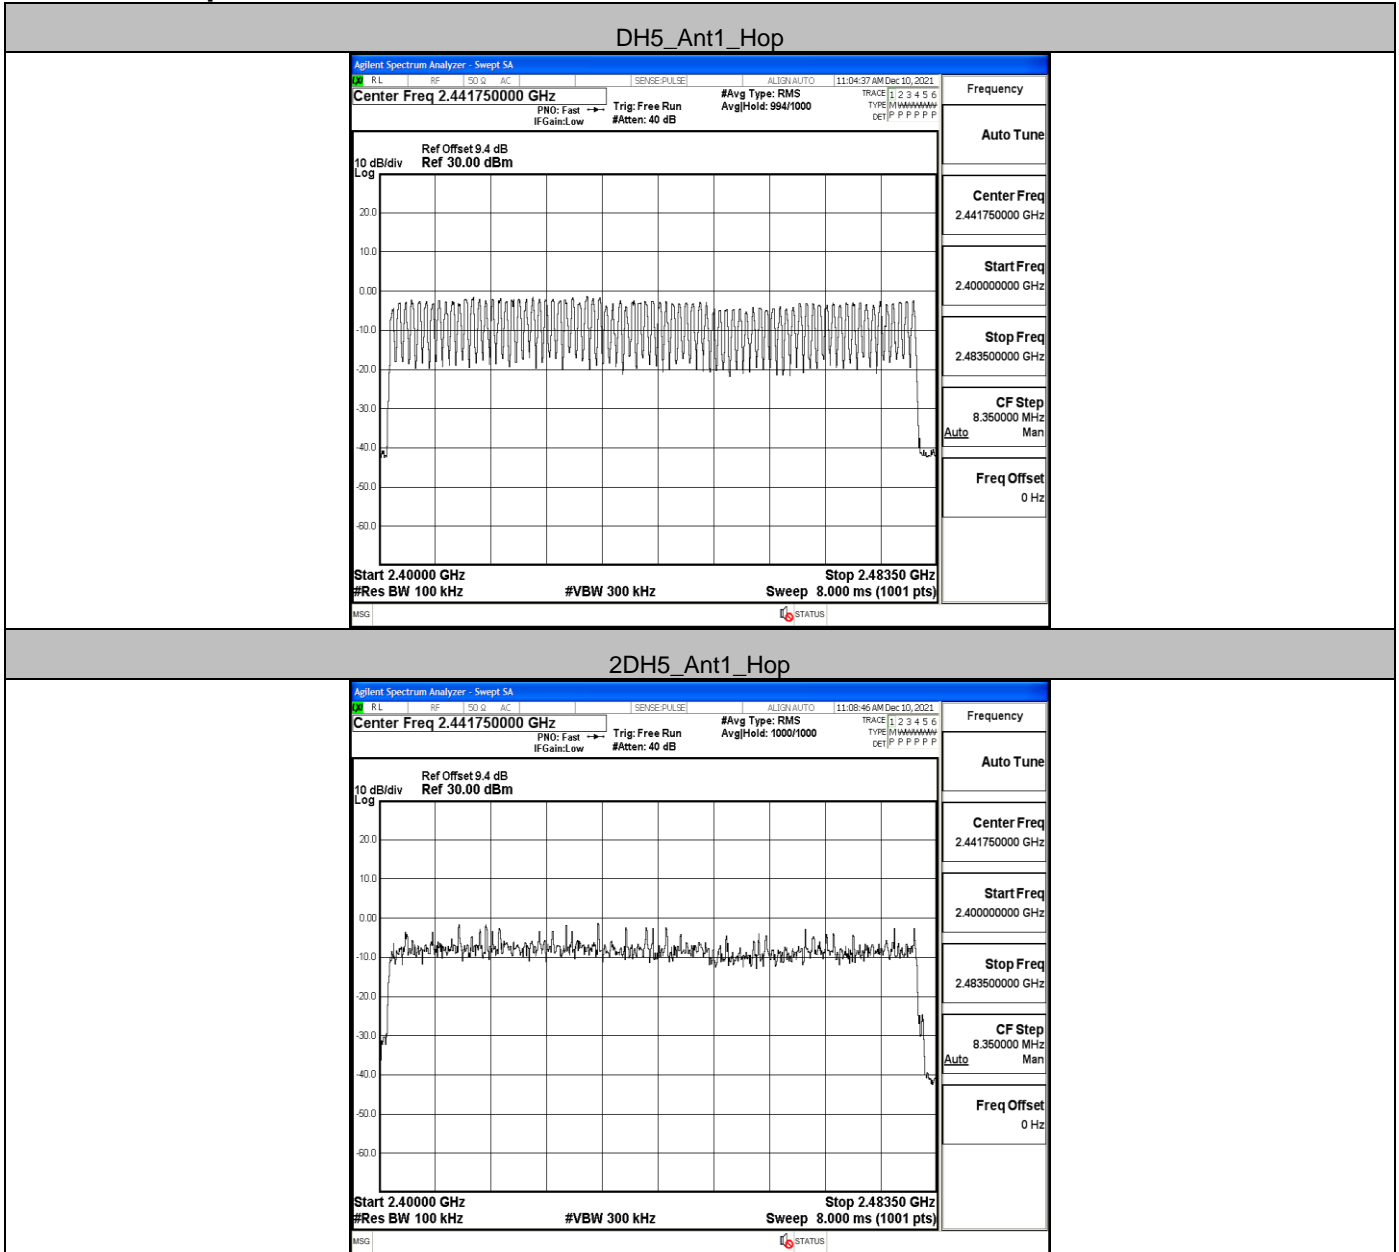 DH5_Ant1_Hop
Agilent Spectrum Analyzer - Swept SA
RL RF 50 Ω AC SENSE:PULSE ALIGN AUTO 11:04:37 AM Dec 10, 2021
Center Freq 2.441750000 GHz
PNO: Fast
IFGain:Low
Trig: Free Run
#Atten: 40 dB
#Avg Type: RMS
Avg|Hold: 994/1000
TRACE 1 2 3 4 5 6
TYPE M
DET P P P P P P
Ref Offset 9.4 dB
10 dB/div Ref 30.00 dBm
Log
20.0
10.0
0.00
-10.0
-20.0
-30.0
-40.0
-50.0
-60.0
Start 2.40000 GHz Stop 2.48350 GHz
#Res BW 100 kHz #VBW 300 kHz Sweep 8.000 ms (1001 pts)
MSG STATUS
Frequency
Auto Tune
Center Freq
2.441750000 GHz
Start Freq
2.400000000 GHz
Stop Freq
2.483500000 GHz
CF Step
8.350000 MHz
Auto Man
Freq Offset
0 Hz
2DH5_Ant1_Hop
Agilent Spectrum Analyzer - Swept SA
RL RF 50 Ω AC SENSE:PULSE ALIGN AUTO 11:08:46 AM Dec 10, 2021
Center Freq 2.441750000 GHz
PNO: Fast
IFGain:Low
Trig: Free Run
#Atten: 40 dB
#Avg Type: RMS
Avg|Hold: 1000/1000
TRACE 1 2 3 4 5 6
TYPE M
DET P P P P P P
Ref Offset 9.4 dB
10 dB/div Ref 30.00 dBm
Log
20.0
10.0
0.00
-10.0
-20.0
-30.0
-40.0
-50.0
-60.0
Start 2.40000 GHz Stop 2.48350 GHz
#Res BW 100 kHz #VBW 300 kHz Sweep 8.000 ms (1001 pts)
MSG STATUS
Frequency
Auto Tune
Center Freq
2.441750000 GHz
Start Freq
2.400000000 GHz
Stop Freq
2.483500000 GHz
CF Step
8.350000 MHz
Auto Man
Freq Offset
0 Hz